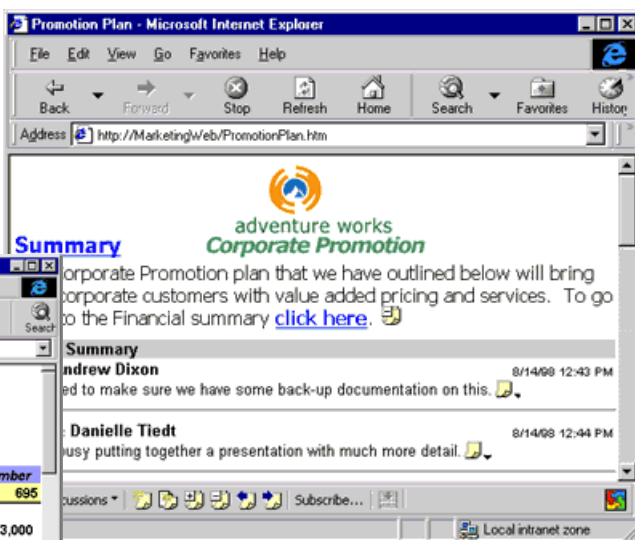 Promotion Plan - Microsoft Internet Explorer
File Edit View Go Favorites Help
Back Forward Stop Refresh Home Search Favorites History
Address http://MarketingWeb/PromotionPlan.htm
adventure works
Summary Corporate Promotion
orporate Promotion plan that we have outlined below will bring
corporate customers with value added pricing and services. To go
to the Financial summary click here.
Search
Summary
ndrew Dixon 8/14/98 12:43 PM
ed to make sure we have some back-up documentation on this.
: Danielle Tiedt 8/14/98 12:44 PM
usy putting together a presentation with much more detail.
mber
695
cussions Subscribe...
3,000
Local intranet zone